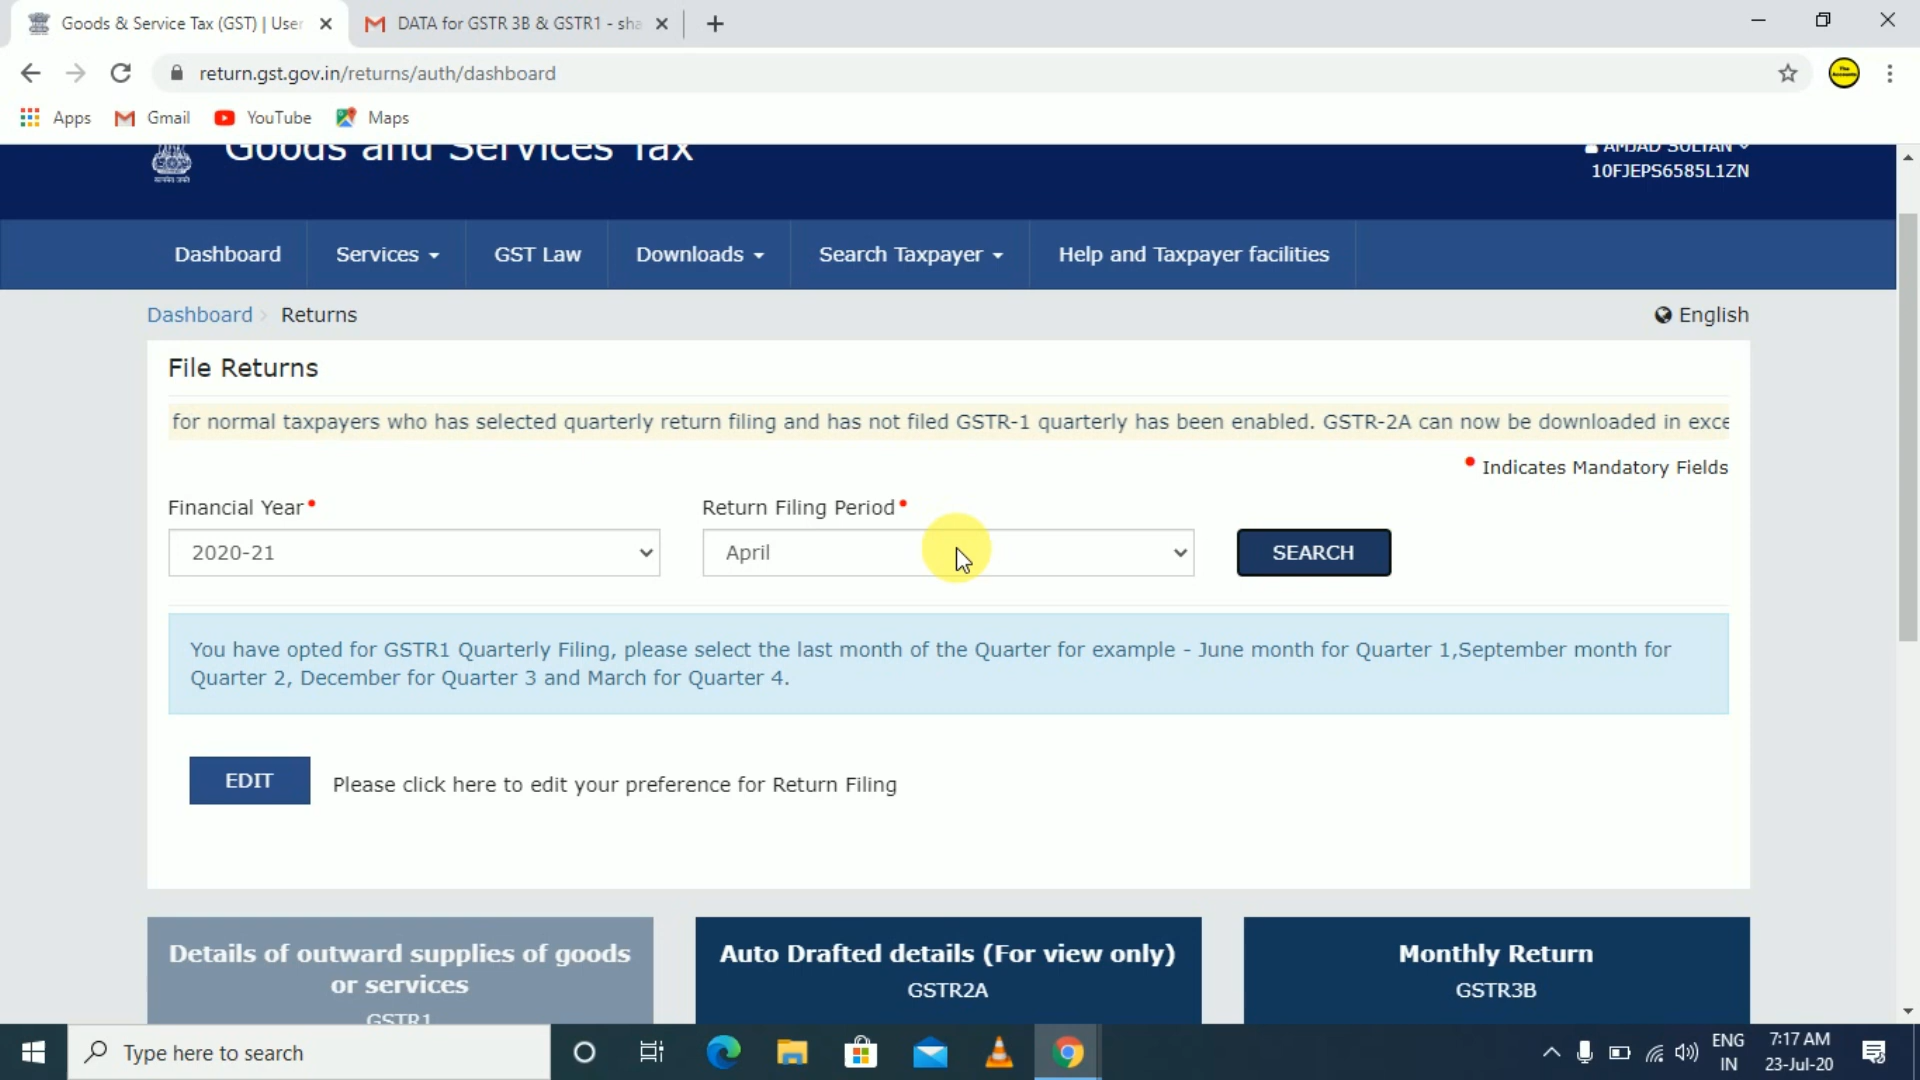 Goods & Service Tax (GST) | User
DATA for GSTR 3B & GSTR1 - sha
return.gst.gov.in/returns/auth/dashboard
Apps
Gmail
YouTube
Maps
Goods and Services Tax
AMJAD SULTAN
10FJEPS6585L1ZN
Dashboard
Services
GST Law
Downloads
Search Taxpayer
Help and Taxpayer facilities
Dashboard
Returns
English
File Returns
for normal taxpayers who has selected quarterly return filing and has not filed GSTR-1 quarterly has been enabled. GSTR-2A can now be downloaded in exce
Indicates Mandatory Fields
Financial Year
Return Filing Period
2020-21
April
SEARCH
You have opted for GSTR1 Quarterly Filing, please select the last month of the Quarter for example - June month for Quarter 1,September month for
Quarter 2, December for Quarter 3 and March for Quarter 4.
EDIT
Please click here to edit your preference for Return Filing
Details of outward supplies of goods
or services
GSTR1
Auto Drafted details (For view only)
GSTR2A
Monthly Return
GSTR3B
Type here to search
ENG
IN
7:17 AM
23-Jul-20